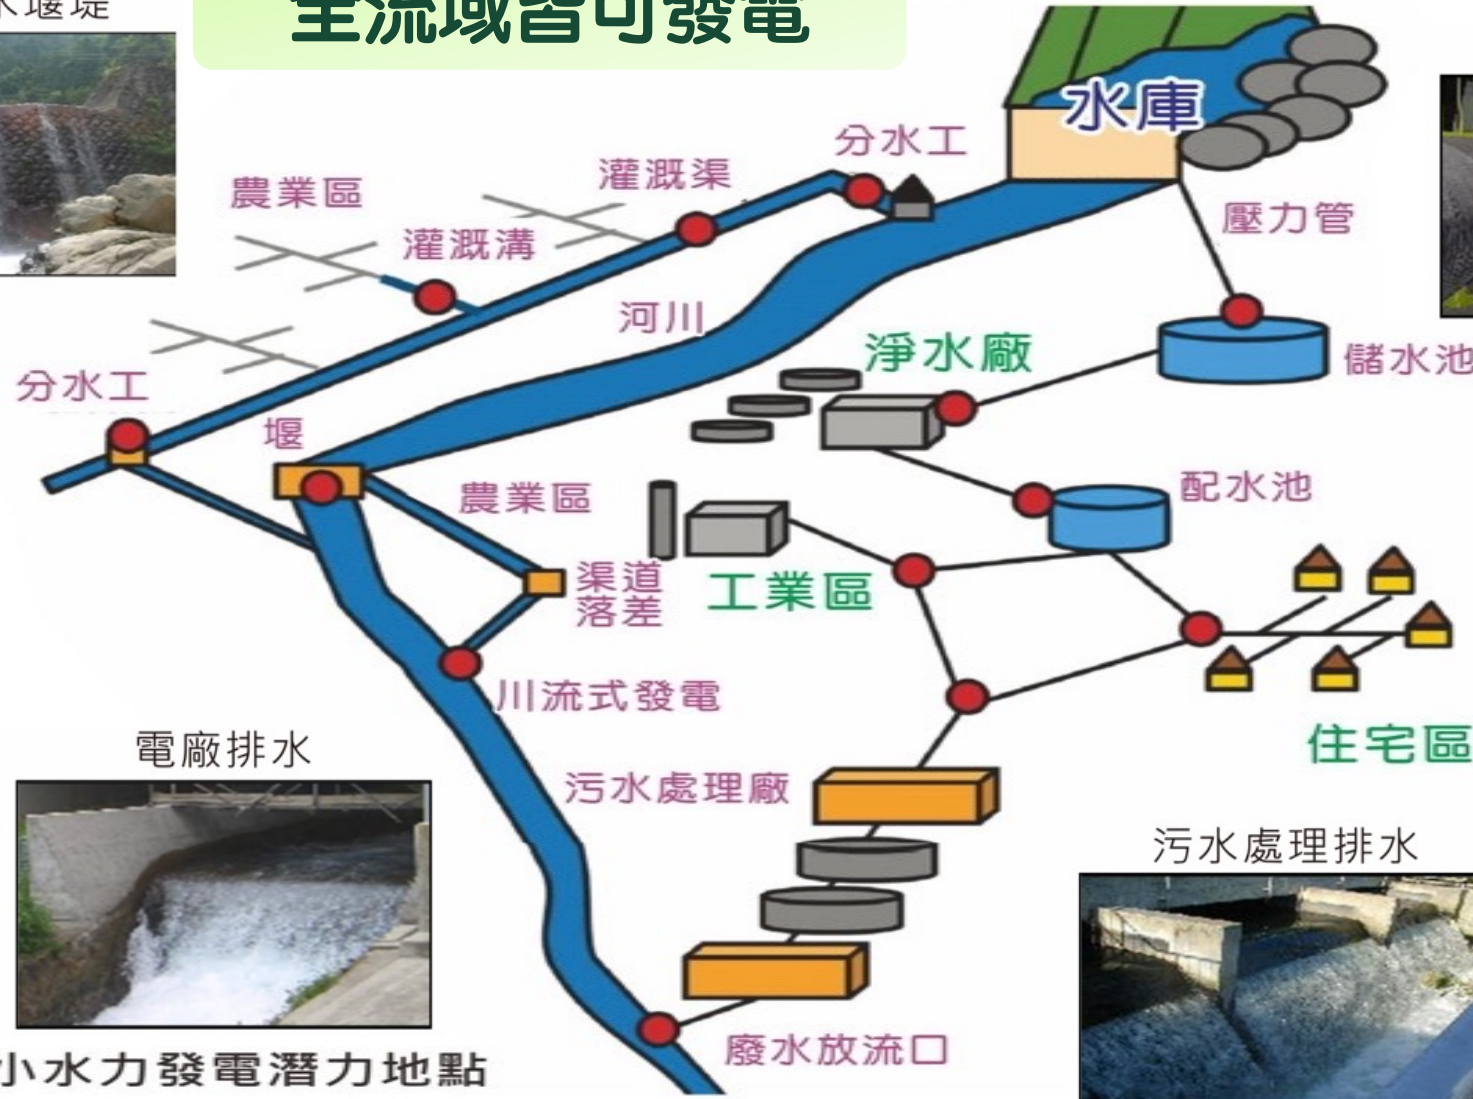 水堰堤
全流域皆可發電
水庫
分水工
灌溉渠
農業區
壓力管
灌溉溝
河川
淨水廠
儲水池
分水工
堰
配水池
農業區
渠道
落差
工業區
川流式發電
電廠排水
住宅區
污水處理廠
污水處理排水
廢水放流口
小水力發電潛力地點